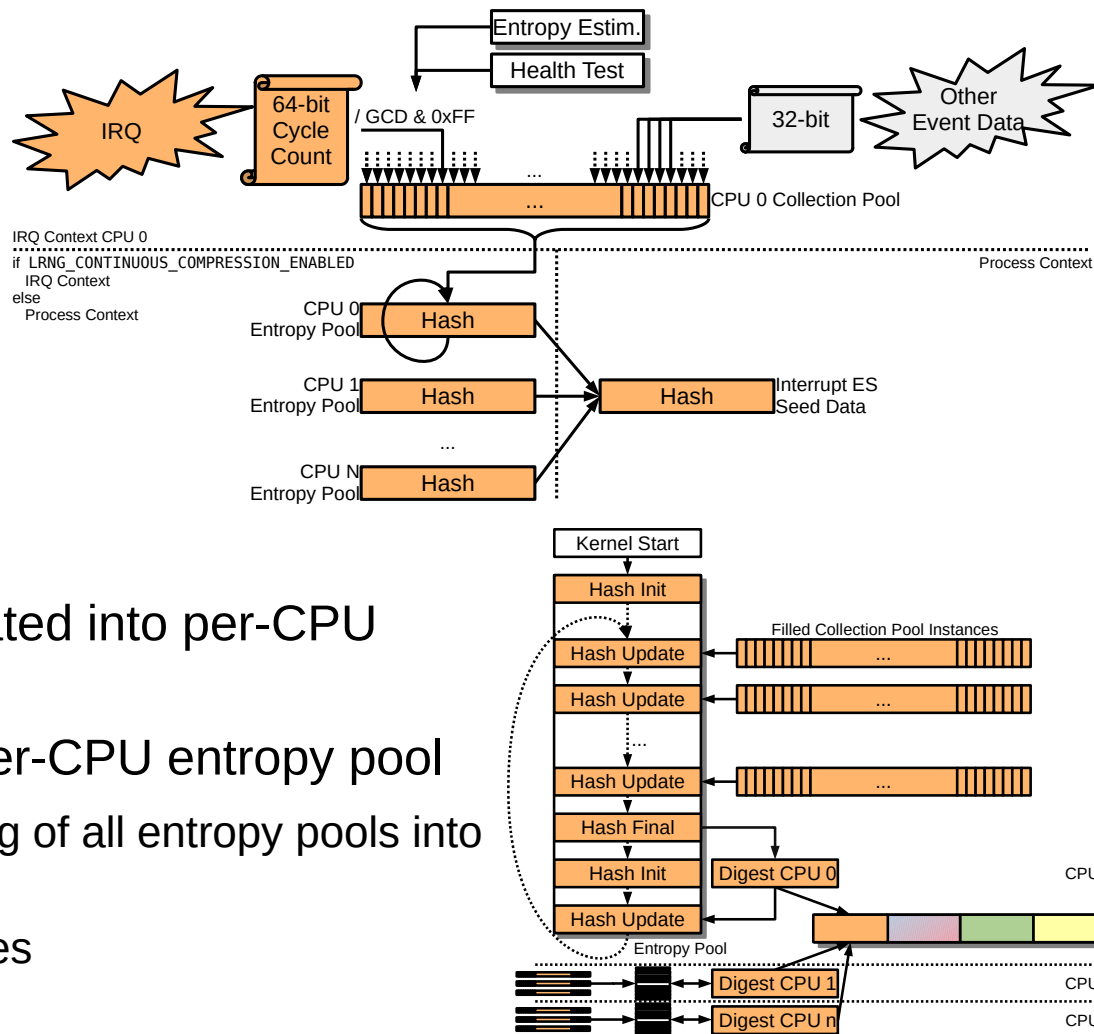 Entropy Estim.
Health Test
IRQ
64-bit
Cycle
Count
/ GCD & 0xFF
32-bit
Other
Event Data
...
...
CPU 0 Collection Pool
IRQ Context CPU 0
if LRNG_CONTINUOUS_COMPRESSION_ENABLED
IRQ Context
else
Process Context
Process Context
CPU 0
Entropy Pool
Hash
CPU 1
Entropy Pool
Hash
Hash
Interrupt ES
Seed Data
...
CPU N
Entropy Pool
Hash
Kernel Start
Hash Init
ated into per-CPU
Filled Collection Pool Instances
Hash Update
...
Hash Update
...
...
er-CPU entropy pool
Hash Update
...
g of all entropy pools into
Hash Final
Hash Init
Digest CPU 0
CPU
Hash Update
es
Entropy Pool
Digest CPU 1
CPU
Digest CPU n
CPU